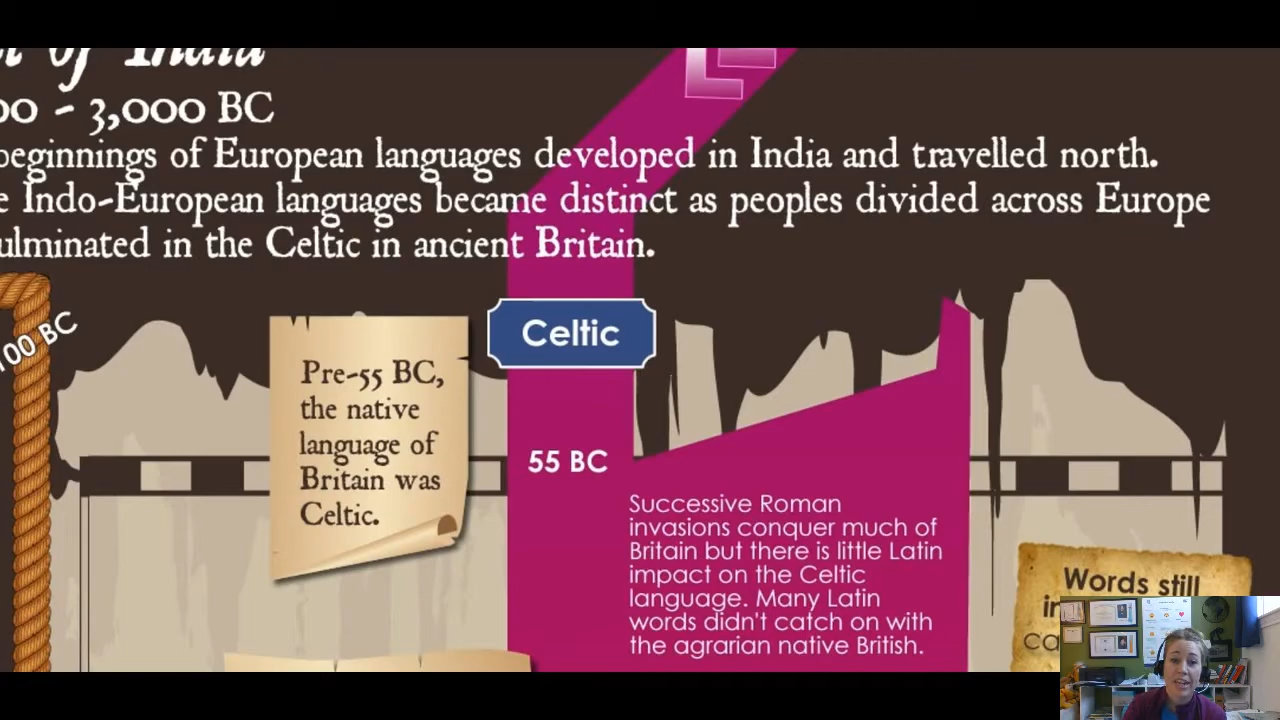 of India
- 3,000 BC
beginnings of European languages developed in India and travelled north.
Indo-European languages became distinct as peoples divided across Europe
in the Celtic in ancient Britain.
BC
Celtic
Pre-55 BC,
the native
language of
Britain was
Celtic.
55 BC
Successive Roman
invasions conquer much of
Britain but there is little Latin
impact on the Celtic
language. Many Latin
words didn't catch on with
the agrarian native British.
Words still